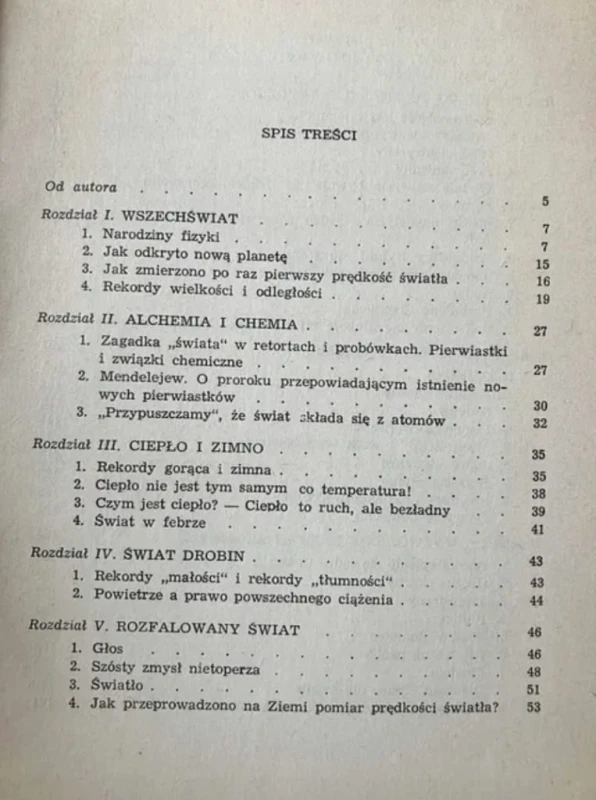 SPIS TREŚCI
Od autora . . . . . . . . . . . . . . . . 5
Rozdział I. WSZECHŚWIAT . . . . . . . . . . . 7
1. Narodziny fizyki . . . . . . . . . . . . 7
2. Jak odkryto nową planetę . . . . . . . . 15
3. Jak zmierzono po raz pierwszy prędkość światła . . . 16
4. Rekordy wielkości i odległości . . . . . . . . 19
Rozdział II. ALCHEMIA I CHEMIA . . . . . . . . . 27
1. Zagadka „świata" w retortach i probówkach. Pierwiastki
i związki chemiczne . . . . . . . . . . . 27
2. Mendelejew. O proroku przepowiadającym istnienie no-
wych pierwiastków . . . . . . . . . . . 30
3. „Przypuszczamy", że świat składa się z atomów . . . 32
Rozdział III. CIEPŁO I ZIMNO . . . . . . . . . . 35
1. Rekordy gorąca i zimna . . . . . . . . . . 35
2. Ciepło nie jest tym samym co temperatura! . . . . 38
3. Czym jest ciepło? — Ciepło to ruch, ale bezładny . . 39
4. Świat w febrze . . . . . . . . . . . . 41
Rozdział IV. ŚWIAT DROBIN . . . . . . . . . . . 43
1. Rekordy „małości" i rekordy „tłumności" . . . . . 43
2. Powietrze a prawo powszechnego ciążenia . . . . . 44
Rozdział V. ROZFALOWANY ŚWIAT . . . . . . . . . 46
1. Głos . . . . . . . . . . . . . . . 46
2. Szósty zmysł nietoperza . . . . . . . . . . 48
3. Światło . . . . . . . . . . . . . . 51
4. Jak przeprowadzono na Ziemi pomiar prędkości światła? 53